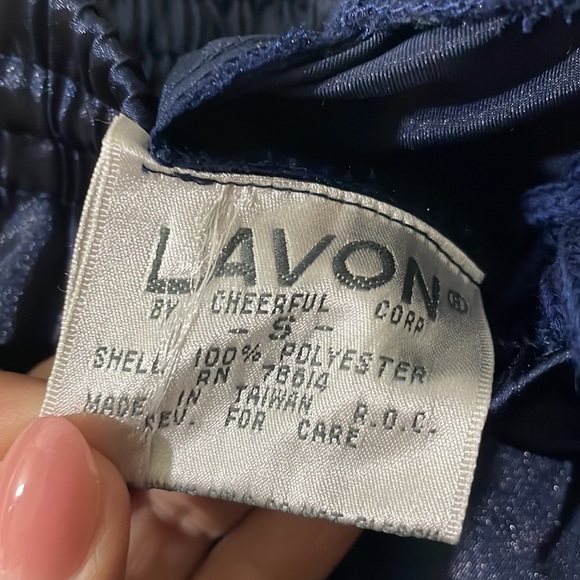 LAVON®
BY CHEERFUL CORP
- S -
SHELL 100% POLYESTER
RN 78614
MADE IN TAIWAN R.O.C.
REV. FOR CARE